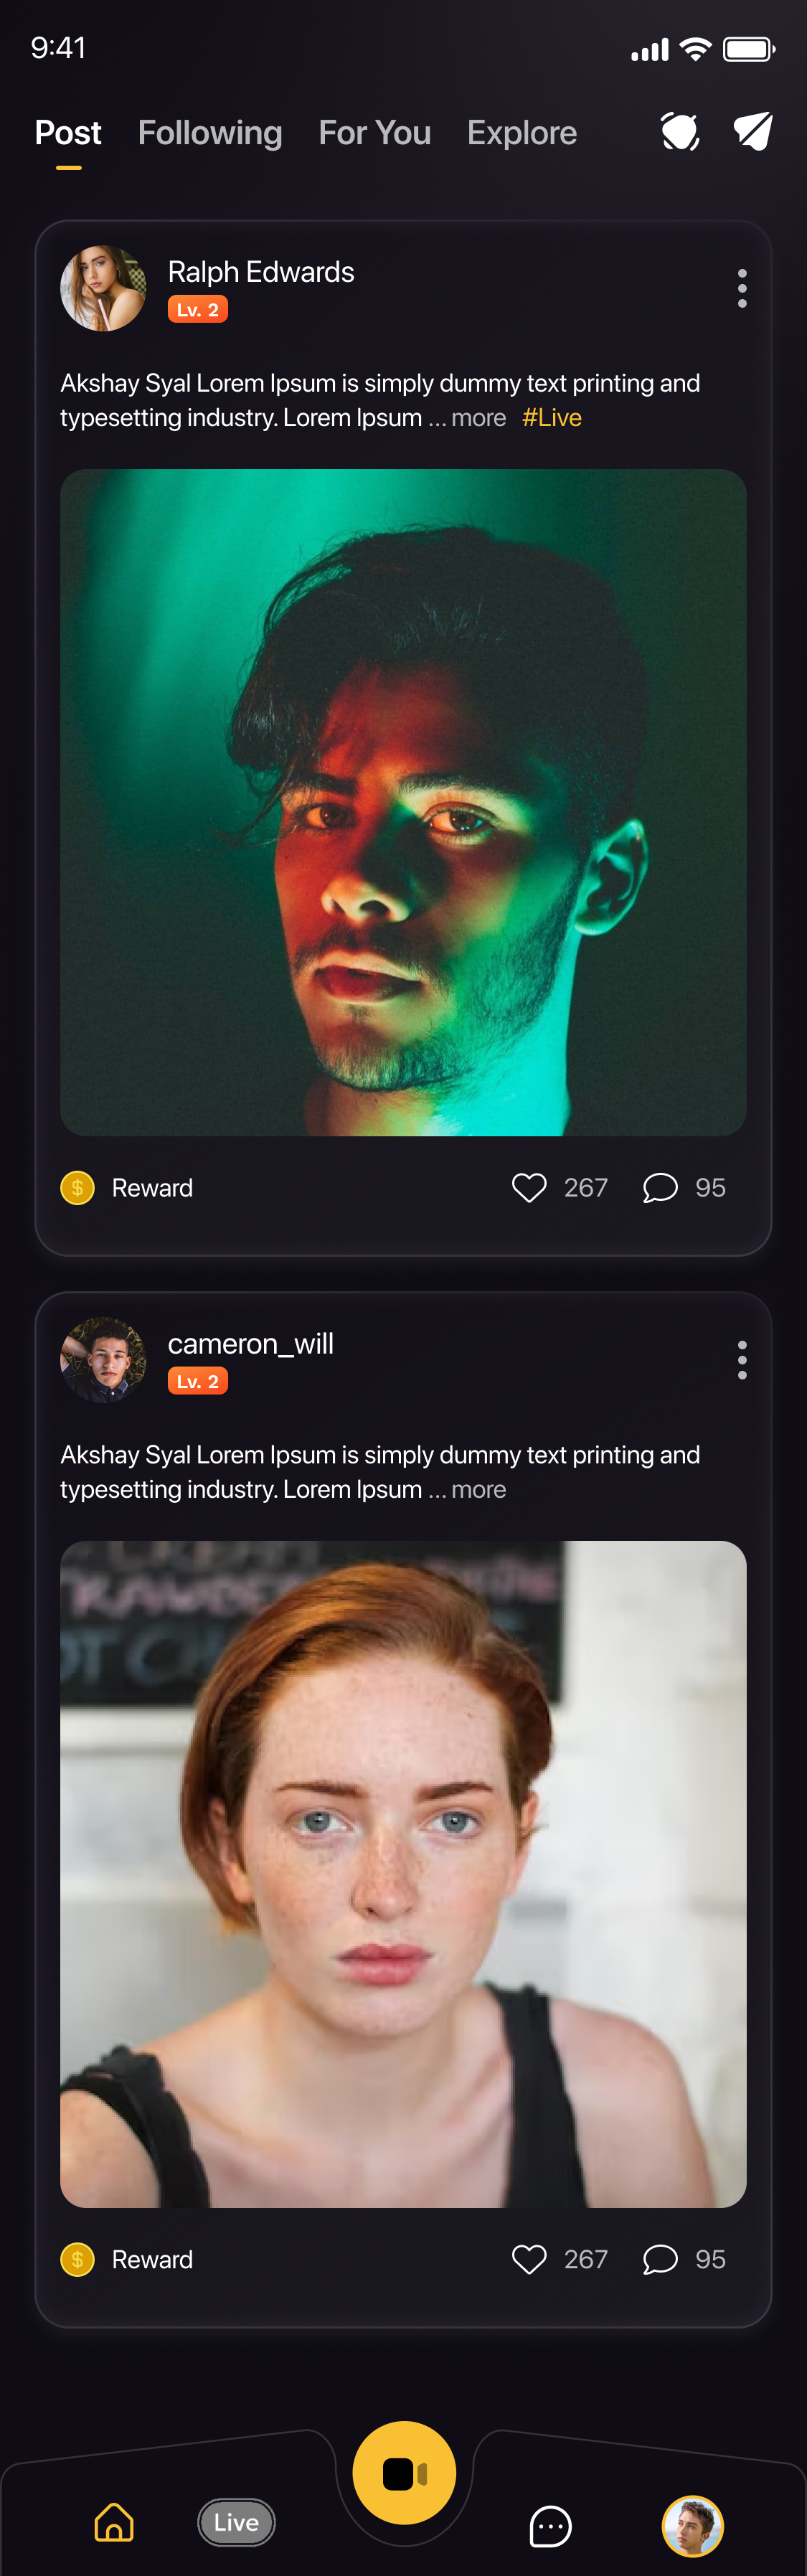 9:41
Post Following For You Explore
Ralph Edwards
Lv. 2
Akshay Syal Lorem Ipsum is simply dummy text printing and
typesetting industry. Lorem Ipsum ... more #Live
$ Reward 267 95
cameron_will
Lv. 2
Akshay Syal Lorem Ipsum is simply dummy text printing and
typesetting industry. Lorem Ipsum ... more
$ Reward 267 95
Live